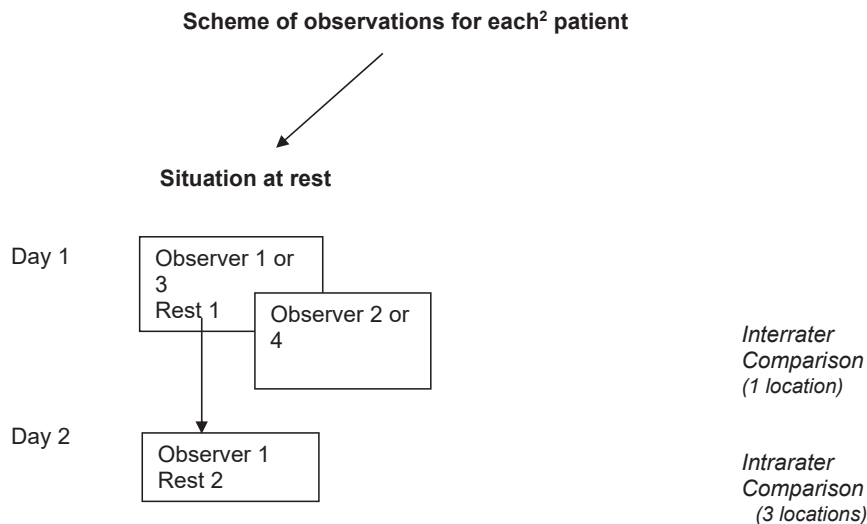 Scheme of observations for each² patient
Situation at rest
Day 1
Observer 1 or
3
Rest 1
Observer 2 or
4
Interrater
Comparison
(1 location)
Day 2
Observer 1
Rest 2
Intrarater
Comparison
(3 locations)